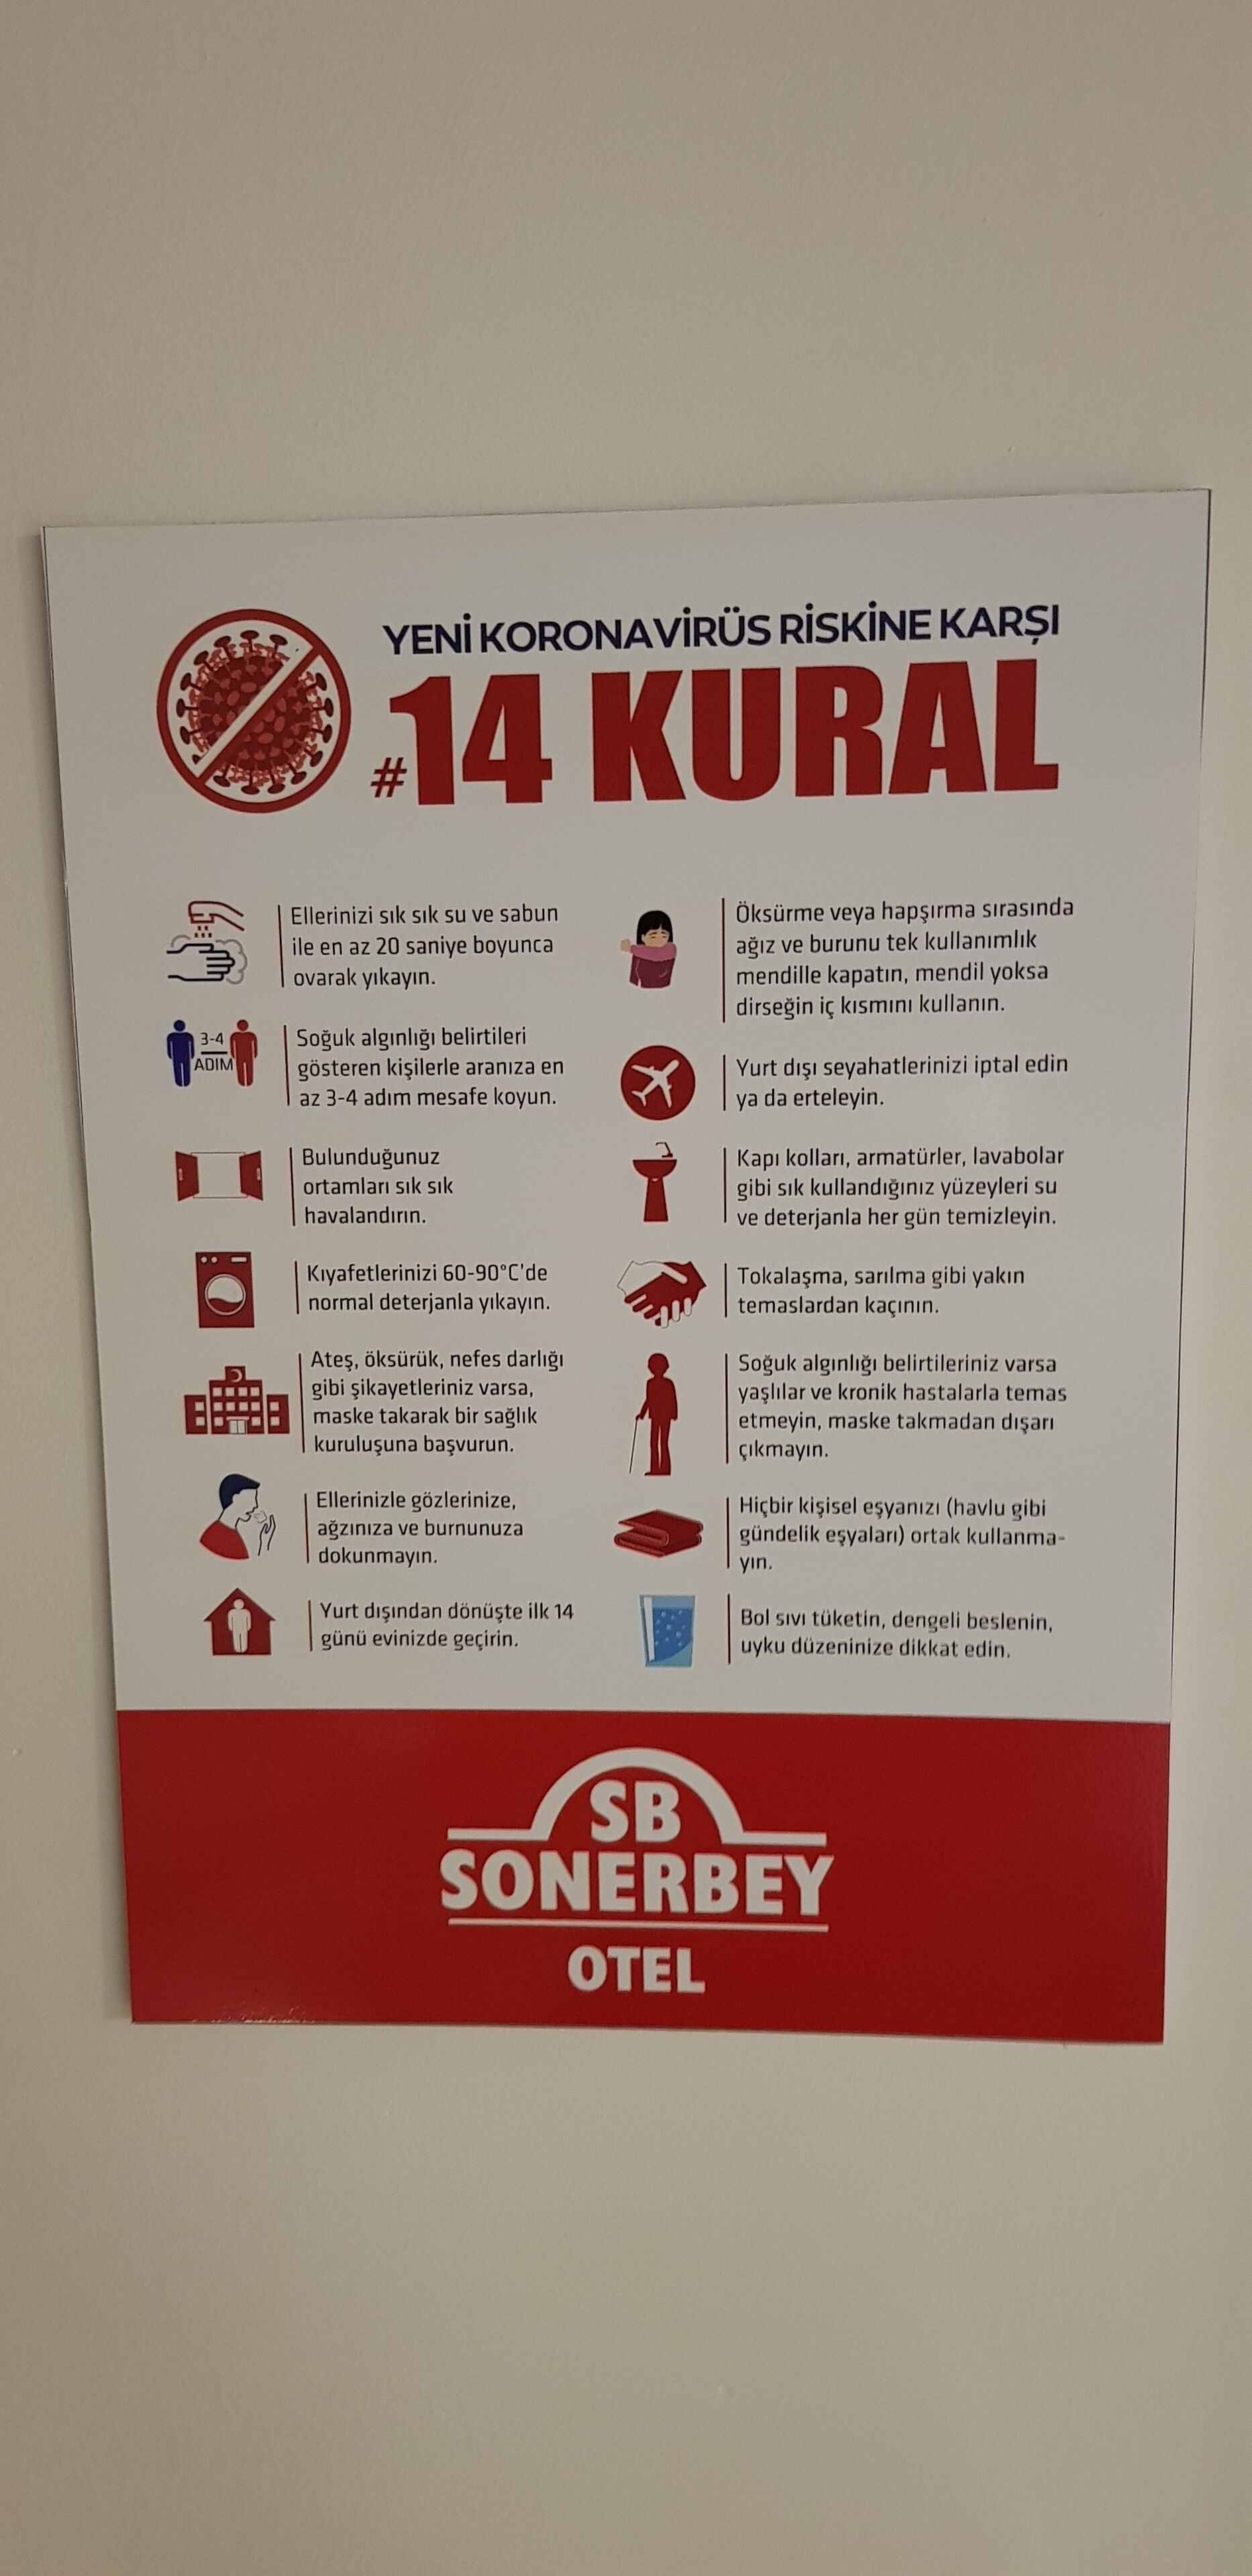 YENİ KORONAVİRÜS RİSKİNE KARŞI
#14 KURAL
Ellerinizi sık sık su ve sabun
ile en az 20 saniye boyunca
ovarak yıkayın.
3-4
ADIM
Soğuk algınlığı belirtileri
gösteren kişilerle aranıza en
az 3-4 adım mesafe koyun.
Bulunduğunuz
ortamları sık sık
havalandırın.
Kıyafetlerinizi 60-90°C'de
normal deterjanla yıkayın.
Ateş, öksürük, nefes darlığı
gibi şikayetleriniz varsa,
maske takarak bir sağlık
kuruluşuna başvurun.
Ellerinizle gözlerinize,
ağzınıza ve burnunuza
dokunmayın.
Yurt dışından dönüşte ilk 14
günü evinizde geçirin.
Öksürme veya hapşırma sırasında
ağız ve burunu tek kullanımlık
mendille kapatın, mendil yoksa
dirseğin iç kısmını kullanın.
Yurt dışı seyahatlerinizi iptal edin
ya da erteleyin.
Kapı kolları, armatürler, lavabolar
gibi sık kullandığınız yüzeyleri su
ve deterjanla her gün temizleyin.
Tokalaşma, sarılma gibi yakın
temaslardan kaçının.
Soğuk algınlığı belirtileriniz varsa
yaşlılar ve kronik hastalarla temas
etmeyin, maske takmadan dışarı
çıkmayın.
Hiçbir kişisel eşyanızı (havlu gibi
gündelik eşyaları) ortak kullanma-
yın.
Bol sıvı tüketin, dengeli beslenin,
uyku düzeninize dikkat edin.
SB
SONERBEY
OTEL